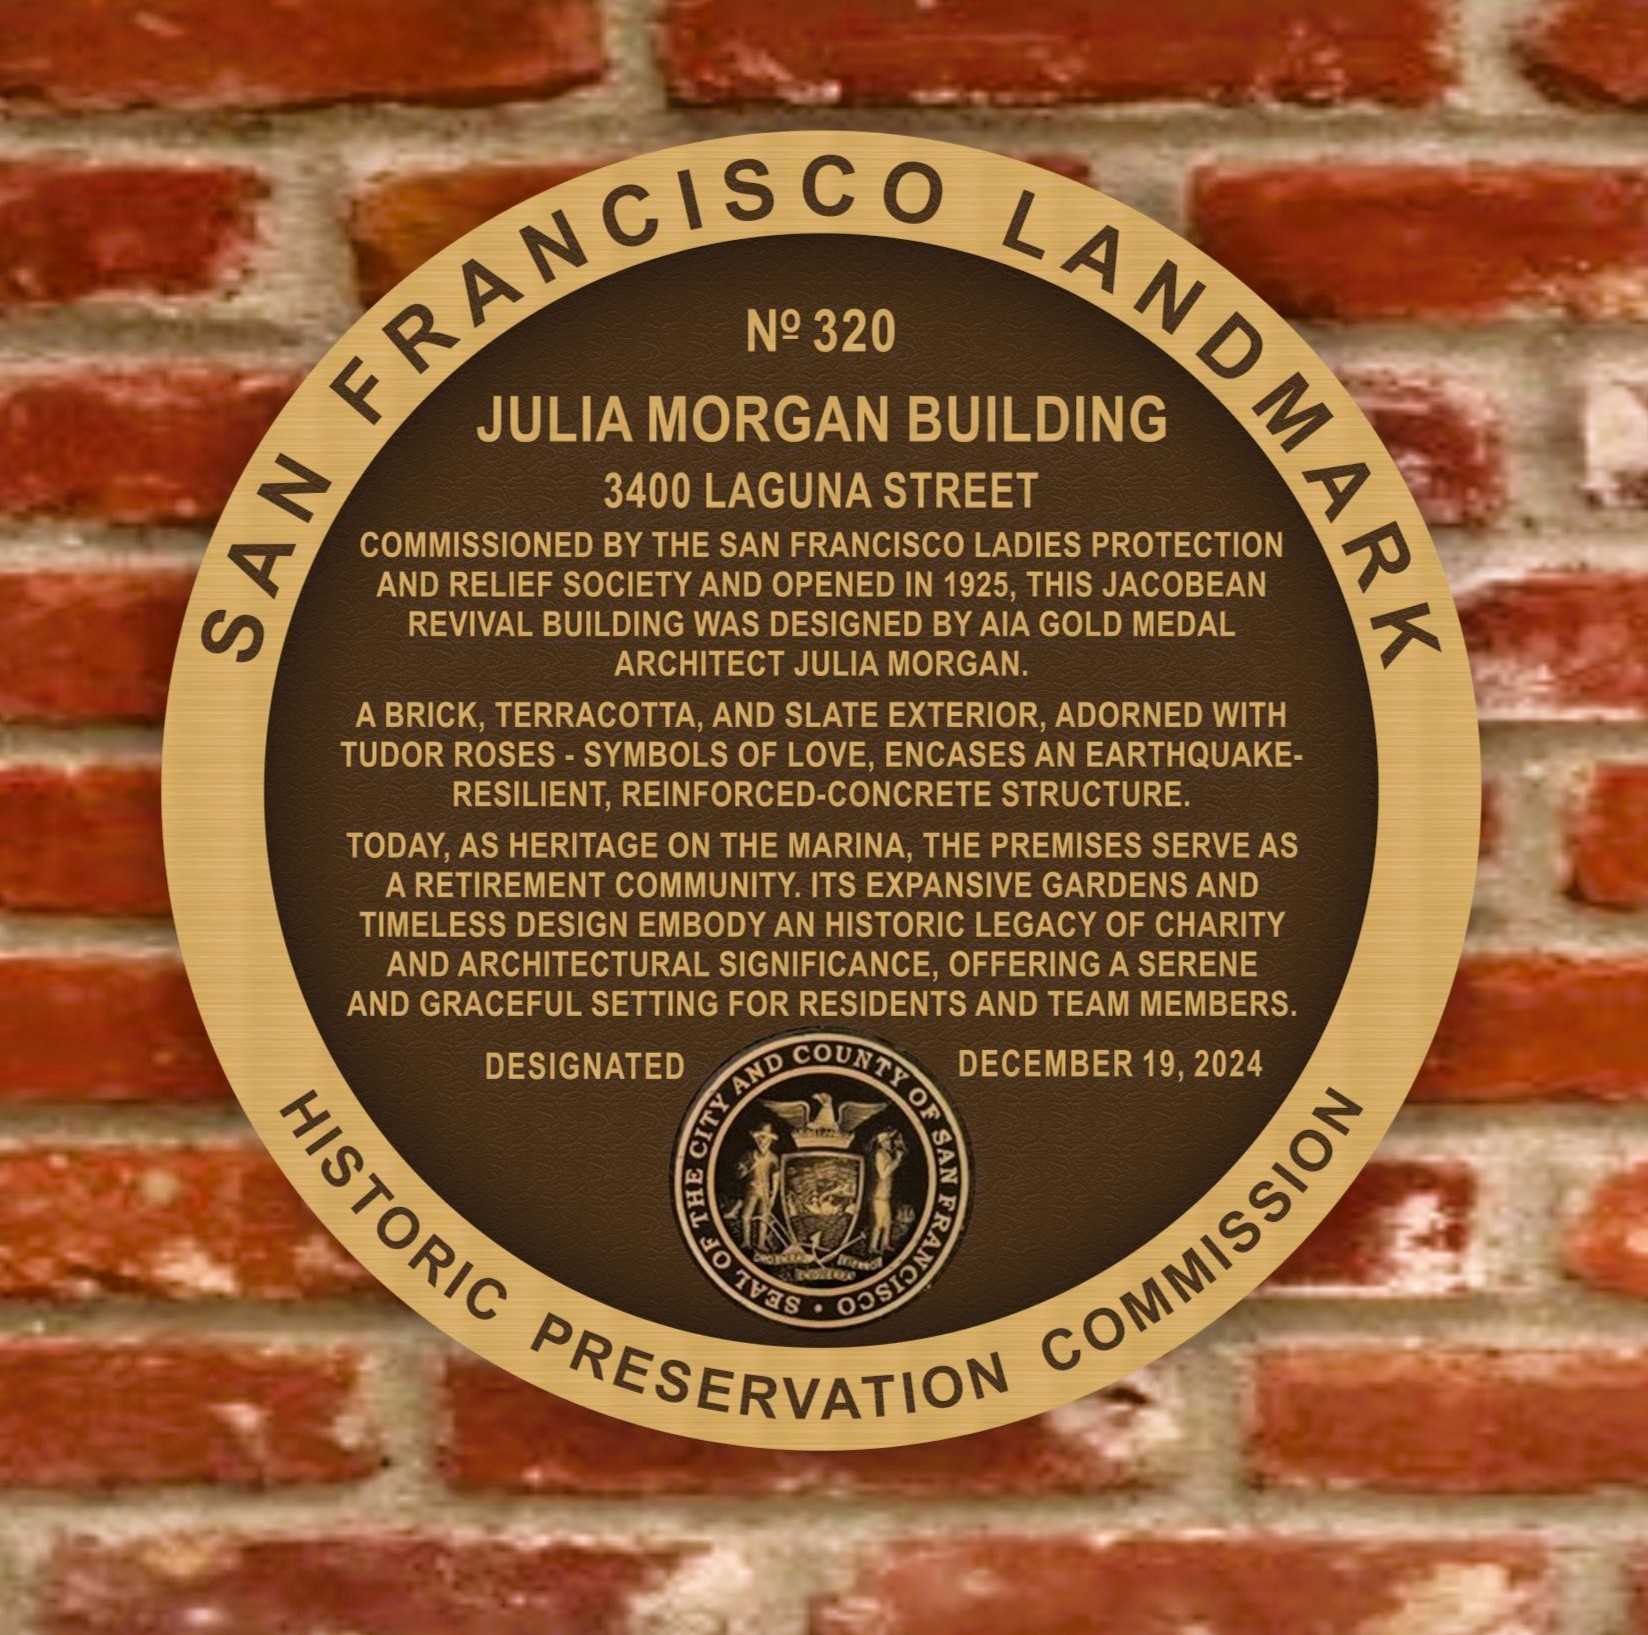 SAN FRANCISCO LANDMARK
Nº 320
JULIA MORGAN BUILDING
3400 LAGUNA STREET
COMMISSIONED BY THE SAN FRANCISCO LADIES PROTECTION
AND RELIEF SOCIETY AND OPENED IN 1925, THIS JACOBEAN
REVIVAL BUILDING WAS DESIGNED BY AIA GOLD MEDAL
ARCHITECT JULIA MORGAN.
A BRICK, TERRACOTTA, AND SLATE EXTERIOR, ADORNED WITH
TUDOR ROSES - SYMBOLS OF LOVE, ENCASES AN EARTHQUAKE-
RESILIENT, REINFORCED-CONCRETE STRUCTURE.
TODAY, AS HERITAGE ON THE MARINA, THE PREMISES SERVE AS
A RETIREMENT COMMUNITY. ITS EXPANSIVE GARDENS AND
TIMELESS DESIGN EMBODY AN HISTORIC LEGACY OF CHARITY
AND ARCHITECTURAL SIGNIFICANCE, OFFERING A SERENE
AND GRACEFUL SETTING FOR RESIDENTS AND TEAM MEMBERS.
DESIGNATED DECEMBER 19, 2024
SEAL OF THE CITY AND COUNTY OF SAN FRANCISCO •
HISTORIC PRESERVATION COMMISSION